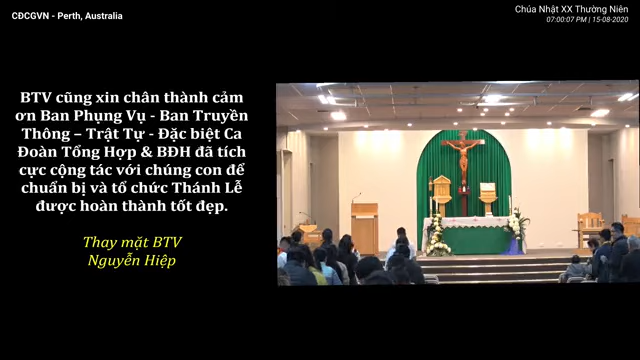 CĐCGVN - Perth, Australia
Chúa Nhật XX Thường Niên
07:00:07 PM | 15-08-2020
BTV cũng xin chân thành cảm
ơn Ban Phụng Vụ - Ban Truyền
Thông – Trật Tự - Đặc biệt Ca
Đoàn Tổng Hợp & BĐH đã tích
cực cộng tác với chúng con để
chuẩn bị và tổ chức Thánh Lễ
được hoàn thành tốt đẹp.
Thay mặt BTV
Nguyễn Hiệp